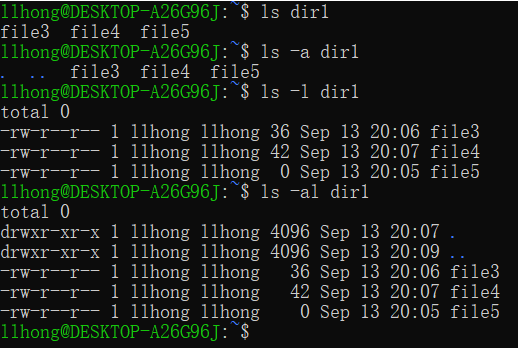 llhong@DESKTOP-A26G96J:~$ ls dir1
file3  file4  file5
llhong@DESKTOP-A26G96J:~$ ls -a dir1
.  ..  file3  file4  file5
llhong@DESKTOP-A26G96J:~$ ls -l dir1
total 0
-rw-r--r-- 1 llhong llhong 36 Sep 13 20:06 file3
-rw-r--r-- 1 llhong llhong 42 Sep 13 20:07 file4
-rw-r--r-- 1 llhong llhong  0 Sep 13 20:05 file5
llhong@DESKTOP-A26G96J:~$ ls -al dir1
total 0
drwxr-xr-x 1 llhong llhong 4096 Sep 13 20:07 .
drwxr-xr-x 1 llhong llhong 4096 Sep 13 20:09 ..
-rw-r--r-- 1 llhong llhong   36 Sep 13 20:06 file3
-rw-r--r-- 1 llhong llhong   42 Sep 13 20:07 file4
-rw-r--r-- 1 llhong llhong    0 Sep 13 20:05 file5
llhong@DESKTOP-A26G96J:~$